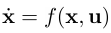 ẋ = f(x, u)